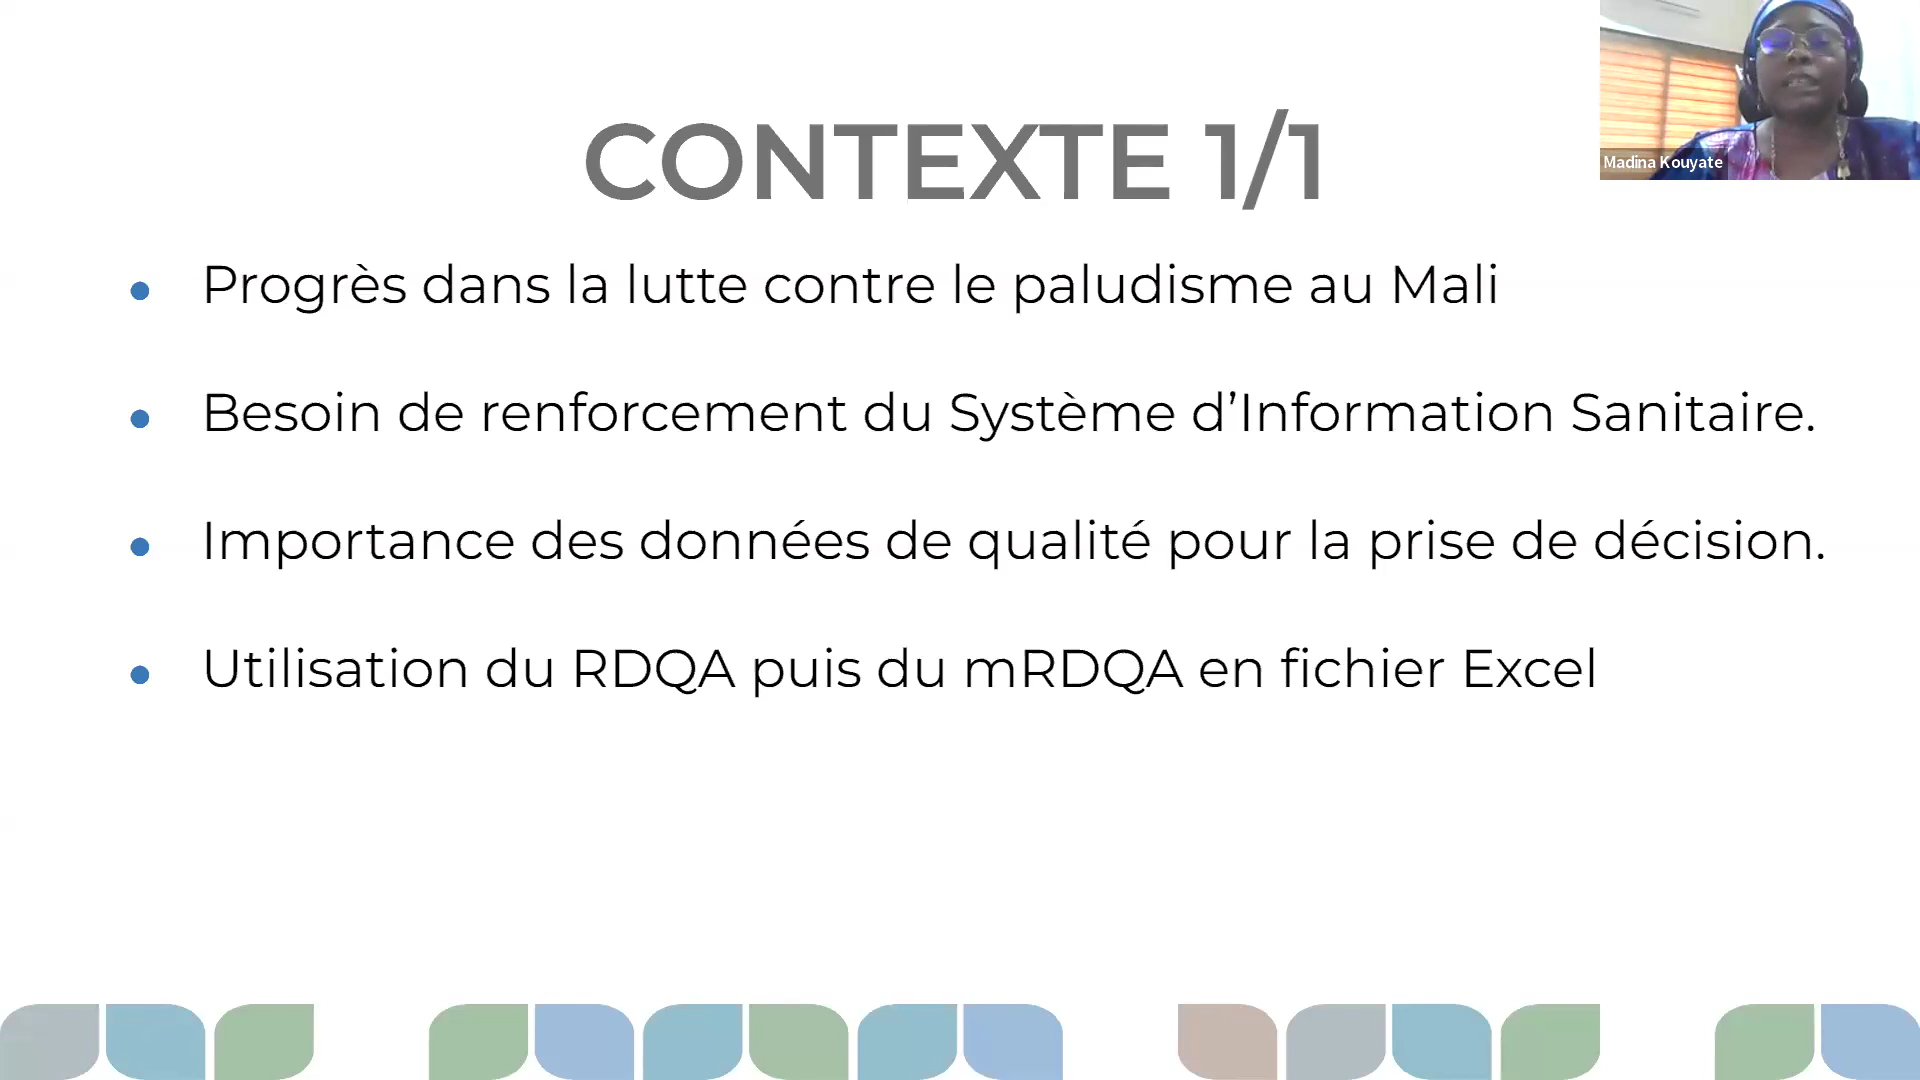 CONTEXTE 1/1
Madina Kouyate
Progrès dans la lutte contre le paludisme au Mali
Besoin de renforcement du Système d’Information Sanitaire.
Importance des données de qualité pour la prise de décision.
Utilisation du RDQA puis du mRDQA en fichier Excel